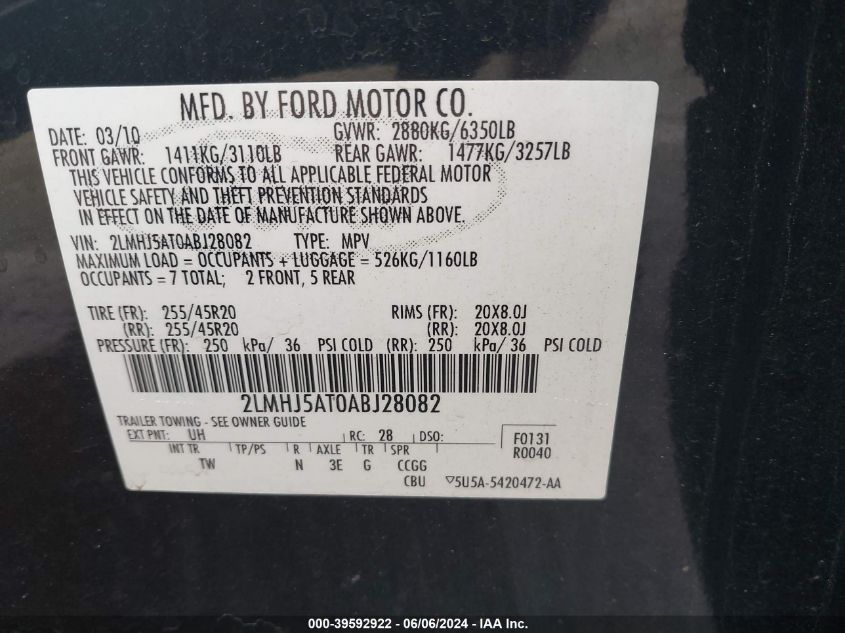 MFD. BY FORD MOTOR CO.
DATE: 03/10 GVWR: 2880KG/6350LB
FRONT GAWR: 1411KG/3110LB REAR GAWR: 1477KG/3257LB
THIS VEHICLE CONFORMS TO ALL APPLICABLE FEDERAL MOTOR
VEHICLE SAFETY AND THEFT PREVENTION STANDARDS
IN EFFECT ON THE DATE OF MANUFACTURE SHOWN ABOVE.
VIN: 2LMHJ5AT0ABJ28082 TYPE: MPV
MAXIMUM LOAD = OCCUPANTS + LUGGAGE = 526KG/1160LB
OCCUPANTS = 7 TOTAL; 2 FRONT, 5 REAR
TIRE (FR): 255/45R20 RIMS (FR): 20X8.0J
(RR): 255/45R20 (RR): 20X8.0J
PRESSURE (FR): 250 kPa/ 36 PSI COLD (RR): 250 kPa/ 36 PSI COLD
2LMHJ5AT0ABJ28082
TRAILER TOWING - SEE OWNER GUIDE
EXT PNT: UH RC: 28 DSO: F0131
INT TR TP/PS R AXLE TR SPR R0040
TW N 3E G CCGG
CBU 5U5A-5420472-AA
000-39592922 - 06/06/2024 - IAA Inc.